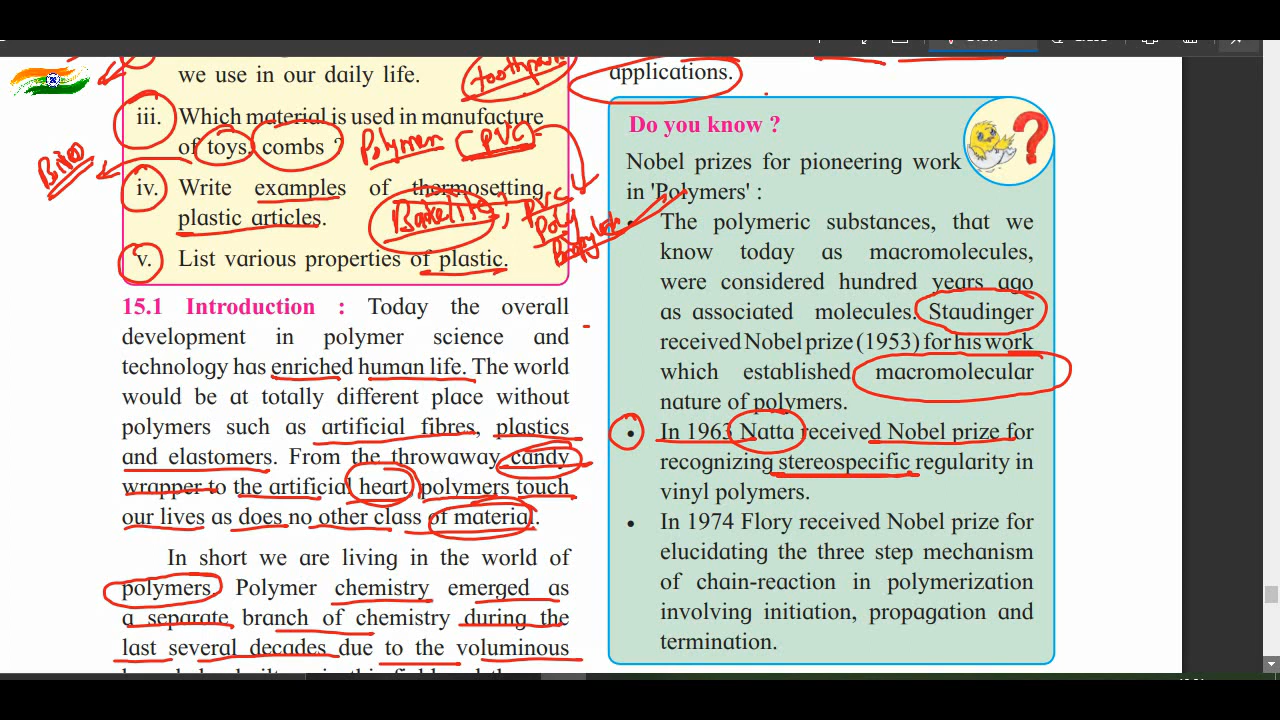 we use in our daily life.
toothpaste
iii. Which material is used in manufacture
of toys, combs ? Polymer (PVC)
iv. Write examples of thermosetting
plastic articles. Bakelite, PVC
Poly
v. List various properties of plastic.
15.1 Introduction : Today the overall
development in polymer science and
technology has enriched human life. The world
would be at totally different place without
polymers such as artificial fibres, plastics
and elastomers. From the throwaway candy
wrapper to the artificial heart, polymers touch
our lives as does no other class of material.
In short we are living in the world of
polymers. Polymer chemistry emerged as
a separate branch of chemistry during the
last several decades due to the voluminous
applications.
Do you know ?
Nobel prizes for pioneering work
in 'Polymers' :
• The polymeric substances, that we
know today as macromolecules,
were considered hundred years ago
as associated molecules. Staudinger
received Nobel prize (1953) for his work
which established macromolecular
nature of polymers.
• In 1963 Natta received Nobel prize for
recognizing stereospecific regularity in
vinyl polymers.
• In 1974 Flory received Nobel prize for
elucidating the three step mechanism
of chain-reaction in polymerization
involving initiation, propagation and
termination.